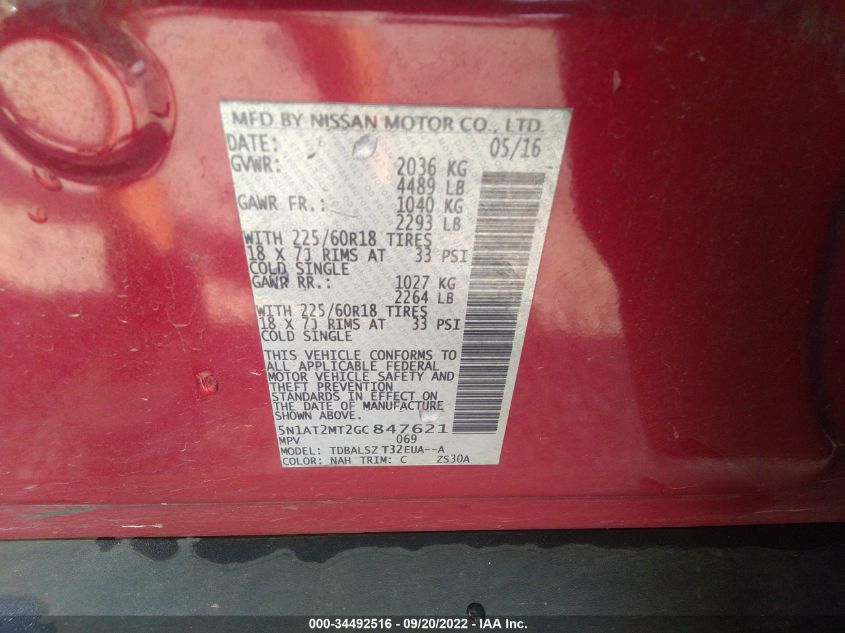 MFD BY NISSAN MOTOR CO., LTD.
DATE: 05/16
GVWR: 2036 KG
4489 LB
GAWR FR.: 1040 KG
2293 LB
WITH 225/60R18 TIRES
18 X 7J RIMS AT 33 PSI
COLD SINGLE
GAWR RR.: 1027 KG
2264 LB
WITH 225/60R18 TIRES
18 X 7J RIMS AT 33 PSI
COLD SINGLE
THIS VEHICLE CONFORMS TO
ALL APPLICABLE FEDERAL
MOTOR VEHICLE SAFETY AND
THEFT PREVENTION
STANDARDS IN EFFECT ON
THE DATE OF MANUFACTURE
SHOWN ABOVE.
5N1AT2MT2GC 847621
MPV 069
MODEL: TDBALSZ T32EUA--A
COLOR: NAH TRIM: C ZS30A
000-34492516 - 09/20/2022 - IAA Inc.